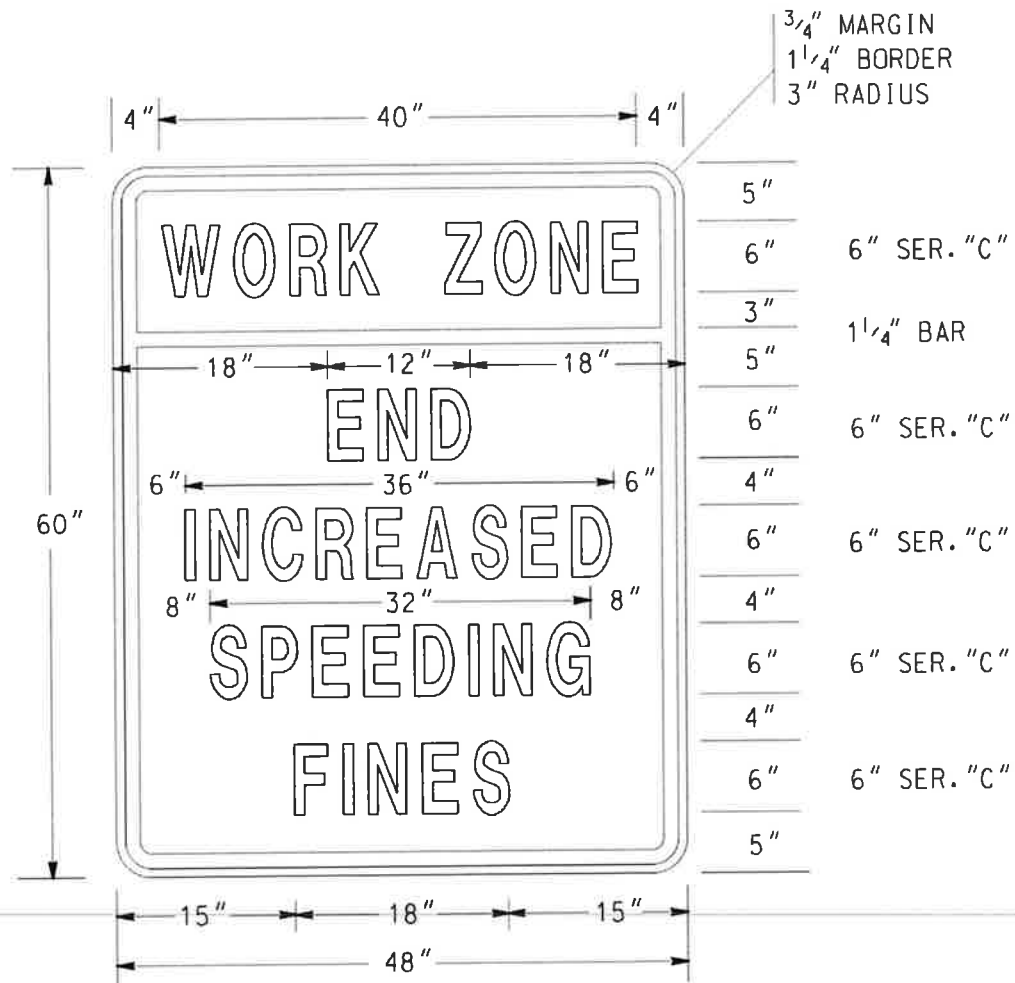 3/4" MARGIN
1 1/4" BORDER
3" RADIUS
4" 40" 4"
5"
WORK ZONE
6" 6" SER. "C"
3"
1 1/4" BAR
18" 12" 18"
5"
END
6" 6" SER. "C"
6" 36" 6"
4"
60"
INCREASED
6" 6" SER. "C"
8" 32" 8"
4"
SPEEDING
6" 6" SER. "C"
4"
FINES
6" 6" SER. "C"
5"
15" 18" 15"
48"